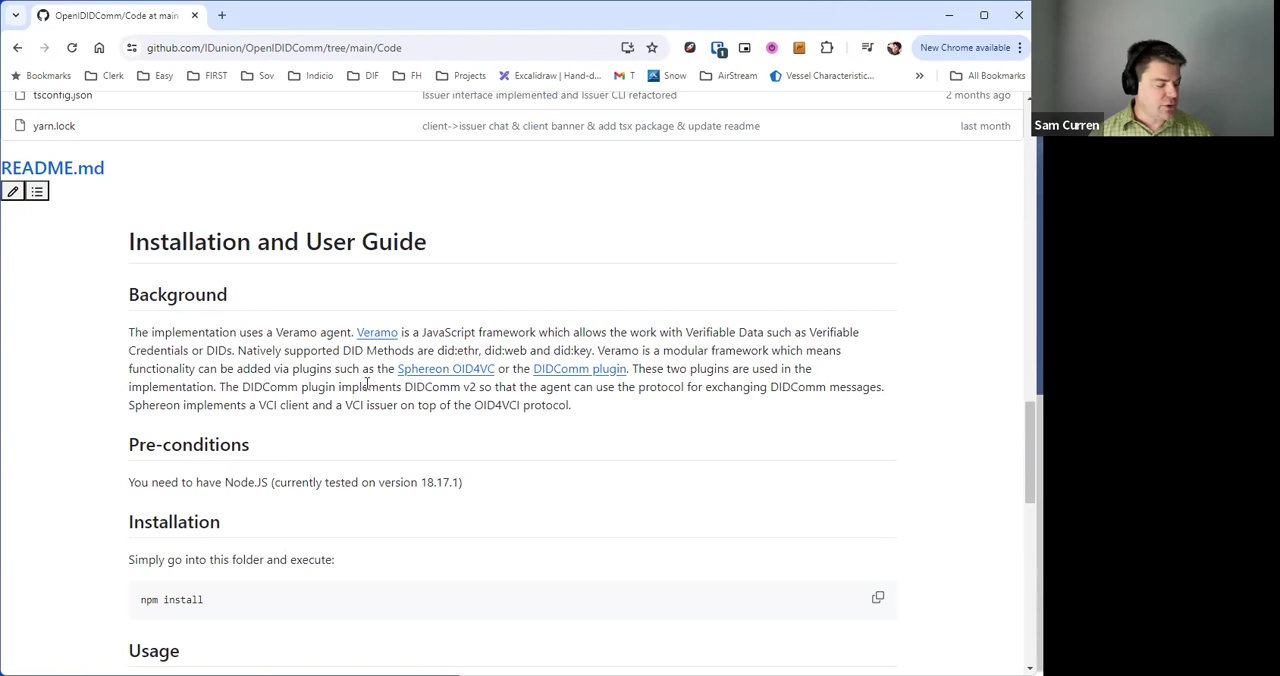 OpenIDIDComm/Code at main
github.com/IDunion/OpenIDIDComm/tree/main/Code
1
New Chrome available
Bookmarks Clerk Easy FIRST Sov Indicio DIF FH Projects Excalidraw | Hand-d... T Snow AirStream Vessel Characteristic... » All Bookmarks
tsconfig.json Issuer interface implemented and Issuer CLI refactored 2 months ago
yarn.lock client->issuer chat & client banner & add tsx package & update readme last month
README.md
Installation and User Guide
Background
The implementation uses a Veramo agent. Veramo is a JavaScript framework which allows the work with Verifiable Data such as Verifiable
Credentials or DIDs. Natively supported DID Methods are did:ethr, did:web and did:key. Veramo is a modular framework which means
functionality can be added via plugins such as the Sphereon OID4VC or the DIDComm plugin. These two plugins are used in the
implementation. The DIDComm plugin implements DIDComm v2 so that the agent can use the protocol for exchanging DIDComm messages.
Sphereon implements a VCI client and a VCI issuer on top of the OID4VCI protocol.
Pre-conditions
You need to have Node.JS (currently tested on version 18.17.1)
Installation
Simply go into this folder and execute:
npm install
Usage
Sam Curren